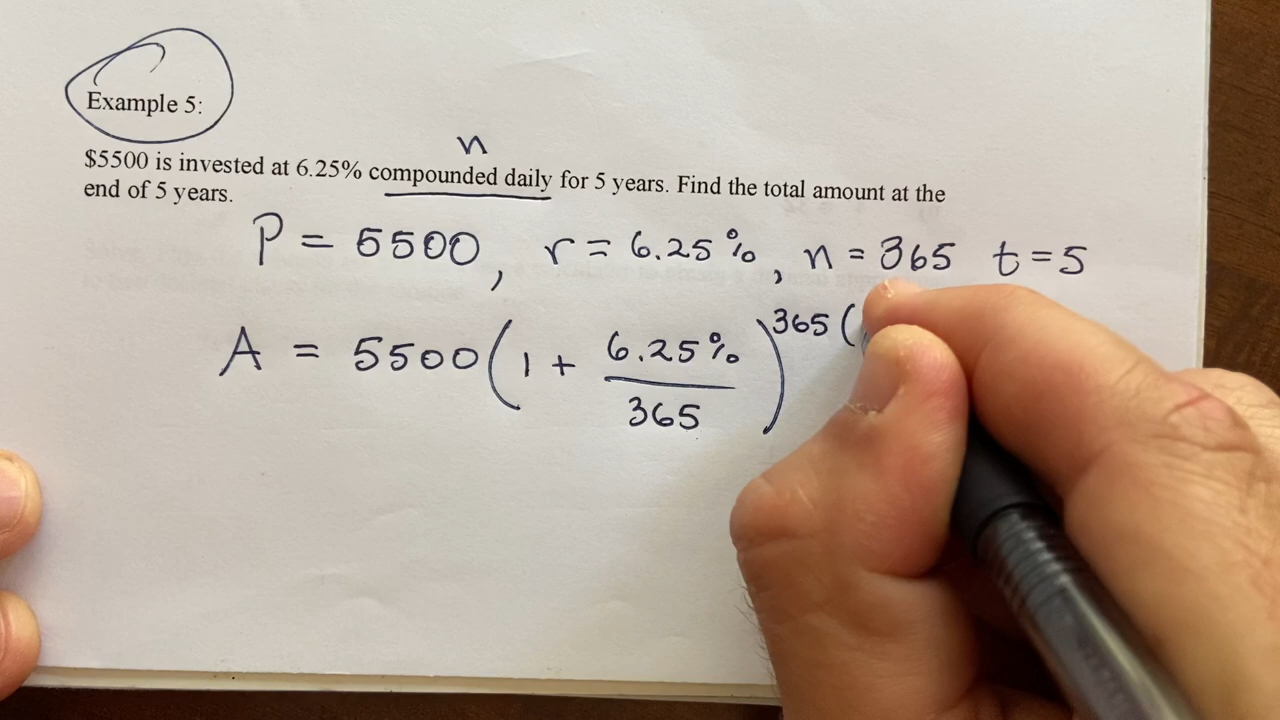 Example 5:
n
$5500 is invested at 6.25% compounded daily for 5 years. Find the total amount at the
end of 5 years.
P = 5500, r = 6.25%, n = 365 t = 5
A = 5500(1 + 6.25%/365)^365(